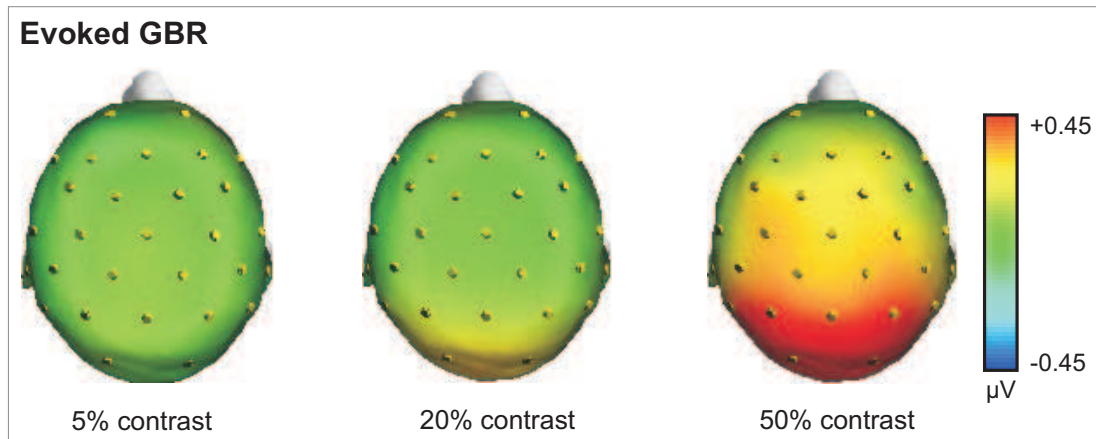 Evoked GBR
+0.45
-0.45
µV
5% contrast
20% contrast
50% contrast